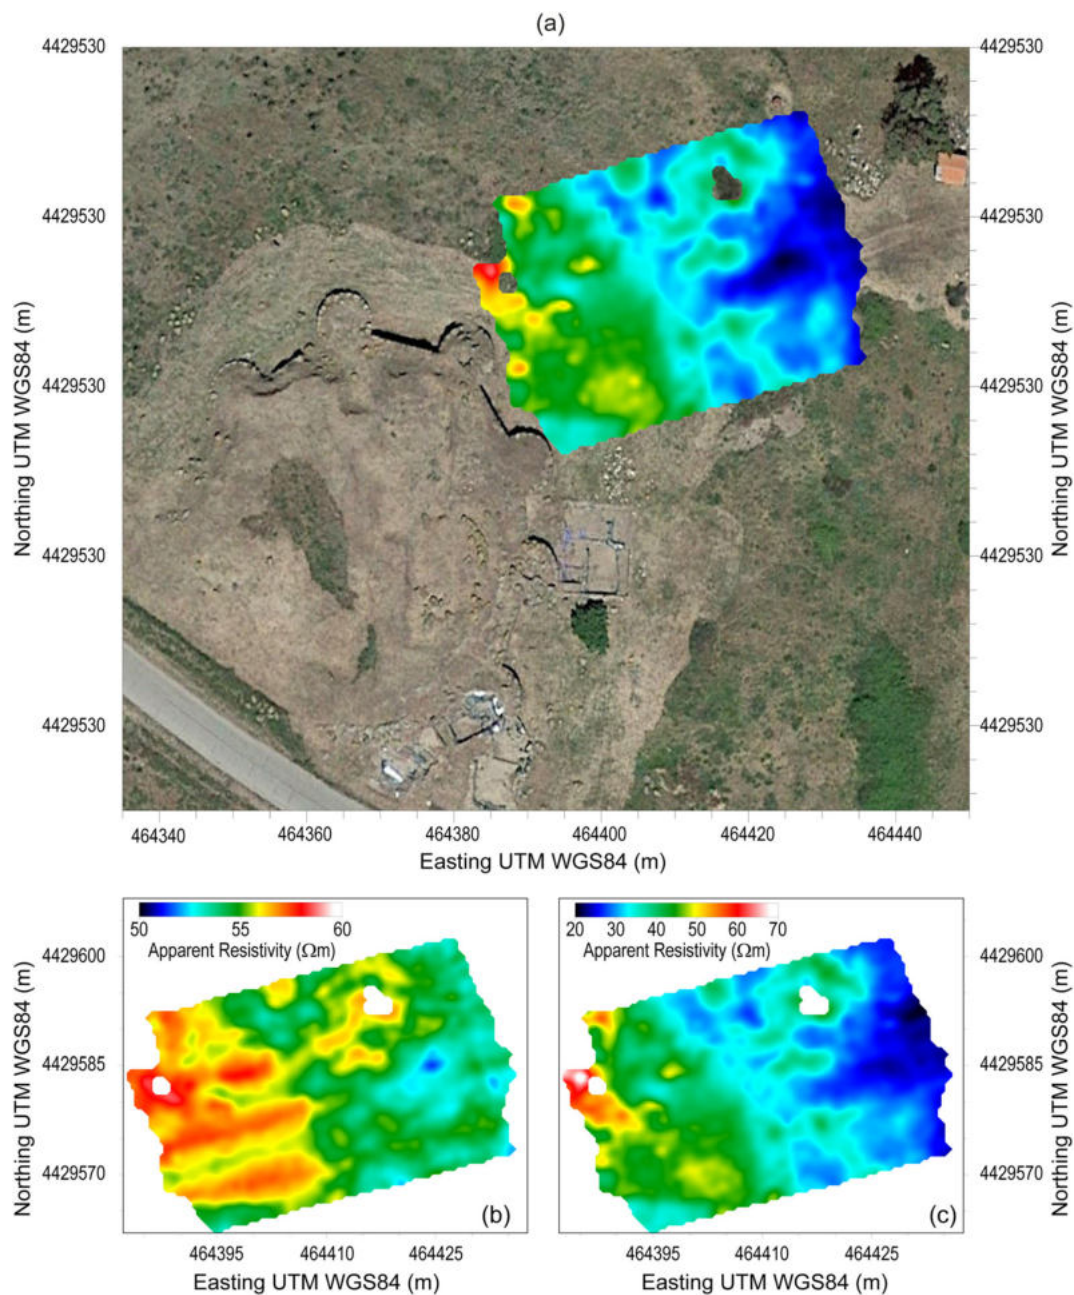 (a)
4429530 4429530
4429530 4429530
4429530 4429530
4429530 4429530
4429530 4429530
Northing UTM WGS84 (m)
Northing UTM WGS84 (m)
464340 464360 464380 464400 464420 464440
Easting UTM WGS84 (m)
50 55 60
Apparent Resistivity (Ωm)
20 30 40 50 60 70
Apparent Resistivity (Ωm)
4429600 4429600
4429585 4429585
4429570 4429570
Northing UTM WGS84 (m)
Northing UTM WGS84 (m)
(b)
(c)
464395 464410 464425
464395 464410 464425
Easting UTM WGS84 (m)
Easting UTM WGS84 (m)